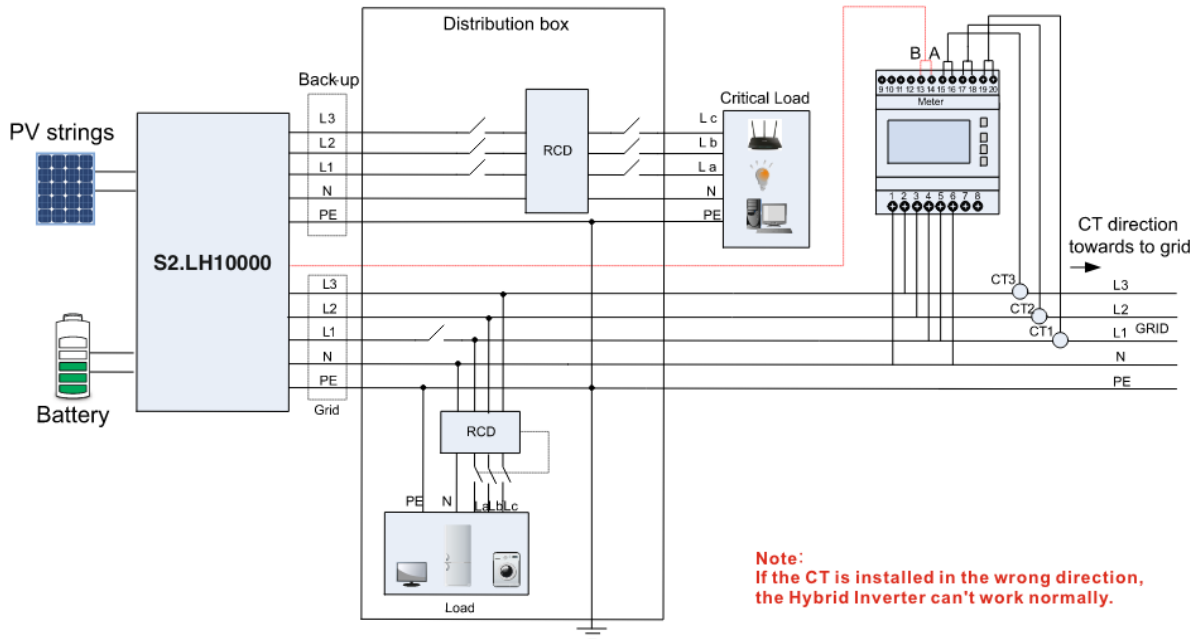 Distribution box
B A
9 10 11 12 13 14 15 16 17 18 19 20
Meter
1 2 3 4 5 6 7 8
Back-up
L3
L2
L1
N
PE
RCD
Critical Load
L c
L b
L a
N
PE
PV strings
S2.LH10000
Battery
CT direction
towards to grid
L3
L2
L1
N
PE
Grid
CT3
CT2
CT1
L3
L2
L1 GRID
N
PE
RCD
PE N LaLbLc
Load
Note:
If the CT is installed in the wrong direction,
the Hybrid Inverter can't work normally.